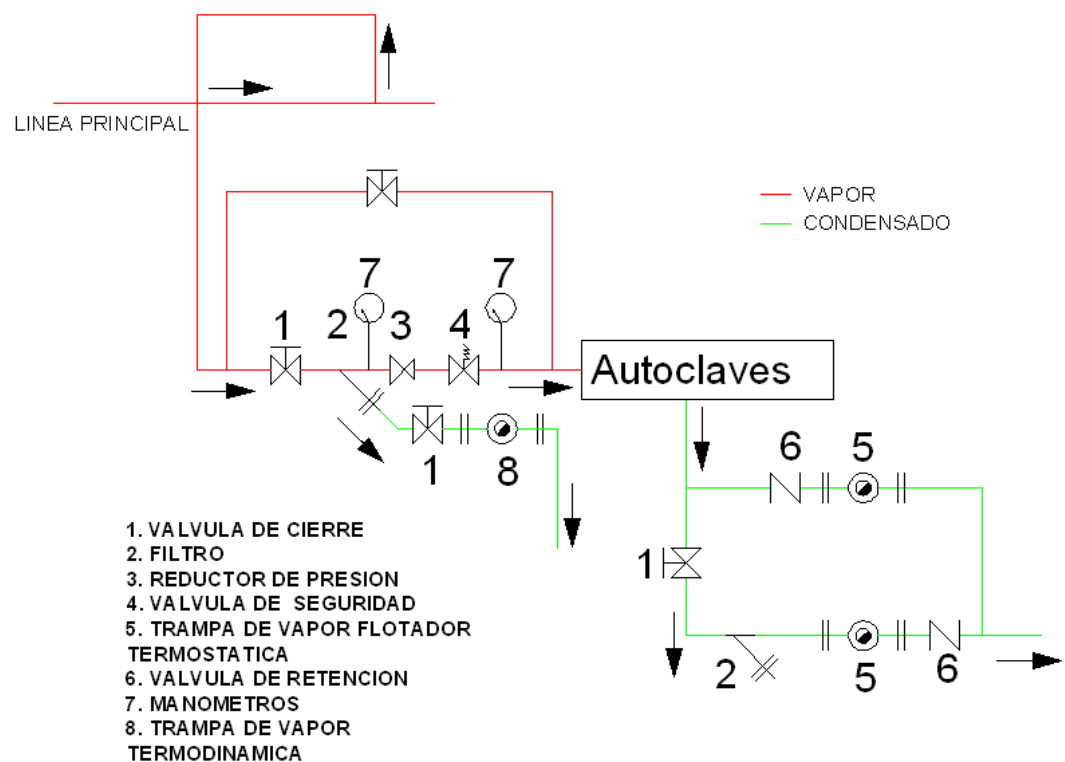 LINEA PRINCIPAL
VAPOR
CONDENSADO
7
7
1
2
3
4
Autoclaves
1
8
6
5
1
2
5
6
1. VALVULA DE CIERRE
2. FILTRO
3. REDUCTOR DE PRESION
4. VALVULA DE SEGURIDAD
5. TRAMPA DE VAPOR FLOTADOR
TERMOSTATICA
6. VALVULA DE RETENCION
7. MANOMETROS
8. TRAMPA DE VAPOR
TERMODINAMICA